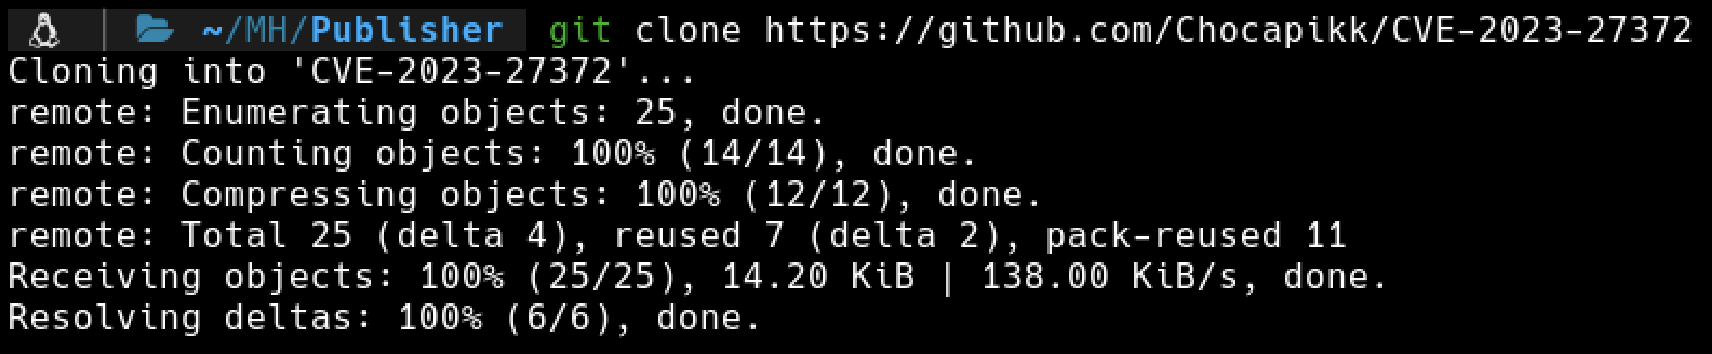 ~/MH/Publisher git clone https://github.com/Chocapikk/CVE-2023-27372
Cloning into 'CVE-2023-27372'...
remote: Enumerating objects: 25, done.
remote: Counting objects: 100% (14/14), done.
remote: Compressing objects: 100% (12/12), done.
remote: Total 25 (delta 4), reused 7 (delta 2), pack-reused 11
Receiving objects: 100% (25/25), 14.20 KiB | 138.00 KiB/s, done.
Resolving deltas: 100% (6/6), done.